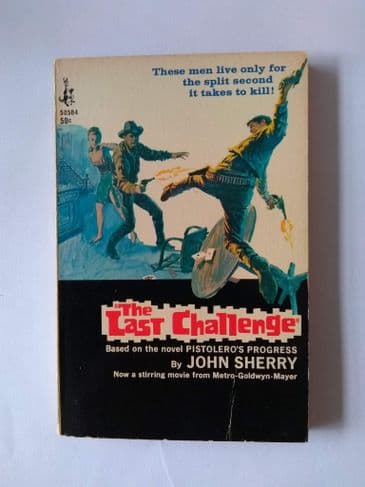 These men live only for
the split second
it takes to kill!
50584
50¢
"The
Last Challenge"
Based on the novel PISTOLERO'S PROGRESS
By JOHN SHERRY
Now a stirring movie from Metro-Goldwyn-Mayer